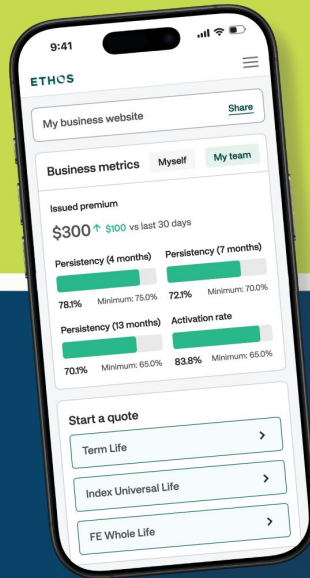 9:41
ETHOS
My business website Share
Business metrics Myself My team
Issued premium
$300 ↑ $100 vs last 30 days
Persistency (4 months) Persistency (7 months)
78.1% Minimum: 75.0% 72.1% Minimum: 70.0%
Persistency (13 months) Activation rate
70.1% Minimum: 65.0% 83.8% Minimum: 65.0%
Start a quote
Term Life
Index Universal Life
FE Whole Life